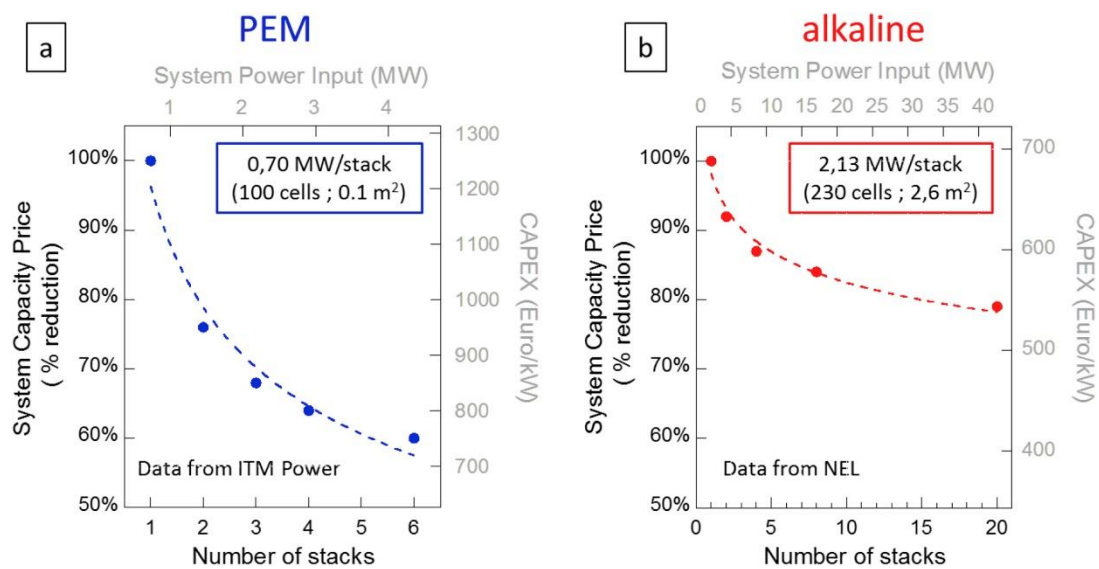 a
PEM
System Power Input (MW)
1 2 3 4
100%
90%
80%
70%
60%
50%
System Capacity Price
( % reduction)
0,70 MW/stack
(100 cells ; 0.1 m²)
1300
1200
1100
1000
900
800
700
CAPEX (Euro/kW)
Data from ITM Power
1 2 3 4 5 6
Number of stacks
b
alkaline
System Power Input (MW)
0 5 10 15 20 25 30 35 40
100%
90%
80%
70%
60%
50%
System Capacity Price
( % reduction)
2,13 MW/stack
(230 cells ; 2,6 m²)
700
600
500
400
CAPEX (Euro/kW)
Data from NEL
0 5 10 15 20
Number of stacks